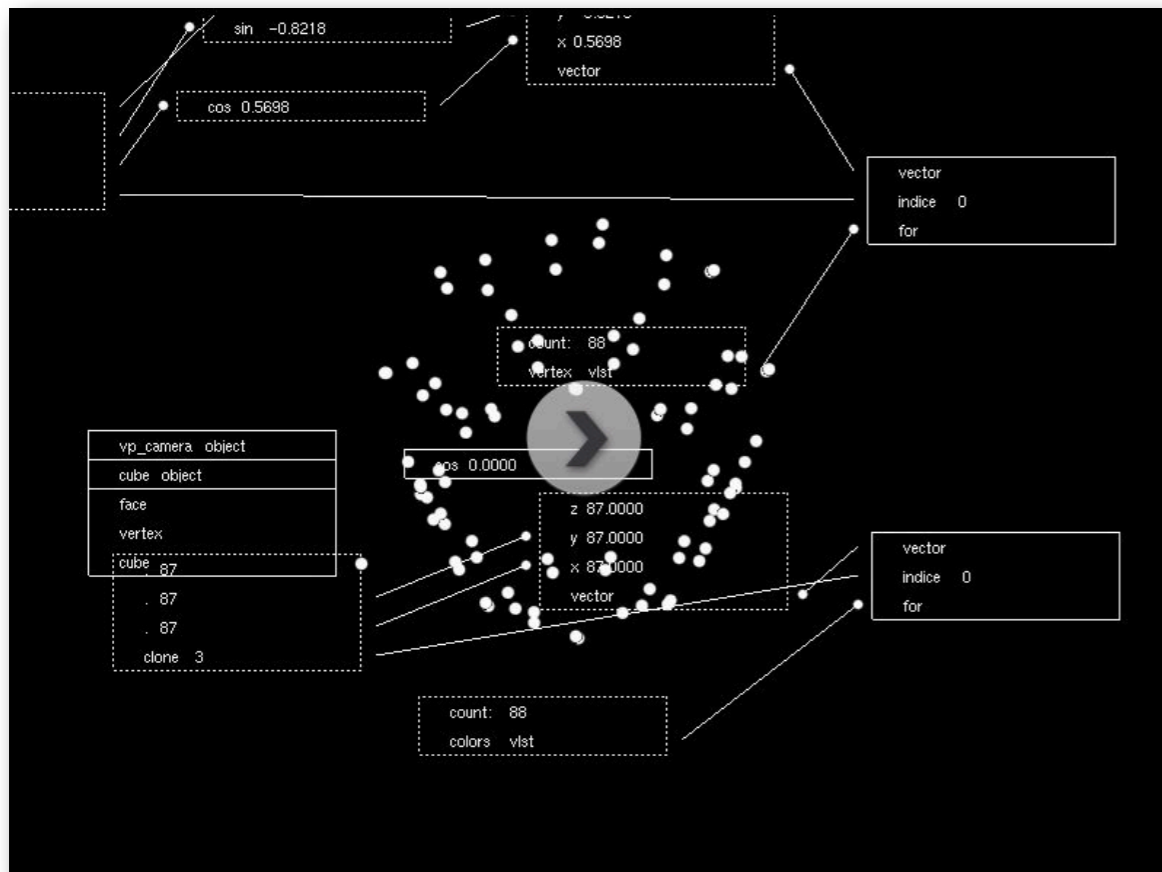 sin -0.8218
x 0.5698
vector
cos 0.5698
vector
indice 0
for
count: 88
vertex vlst
vp_camera object
cube object
face
vertex
cube
cos 0.0000
z 87.0000
y 87.0000
x 87.0000
vector
. 87
. 87
. 87
clone 3
vector
indice 0
for
count: 88
colors vlst